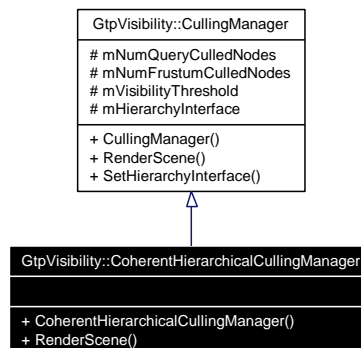 GtpVisibility::CullingManager
# mNumQueryCulledNodes
# mNumFrustumCulledNodes
# mVisibilityThreshold
# mHierarchyInterface
+ CullingManager()
+ RenderScene()
+ SetHierarchyInterface()
GtpVisibility::CoherentHierarchicalCullingManager
+ CoherentHierarchicalCullingManager()
+ RenderScene()